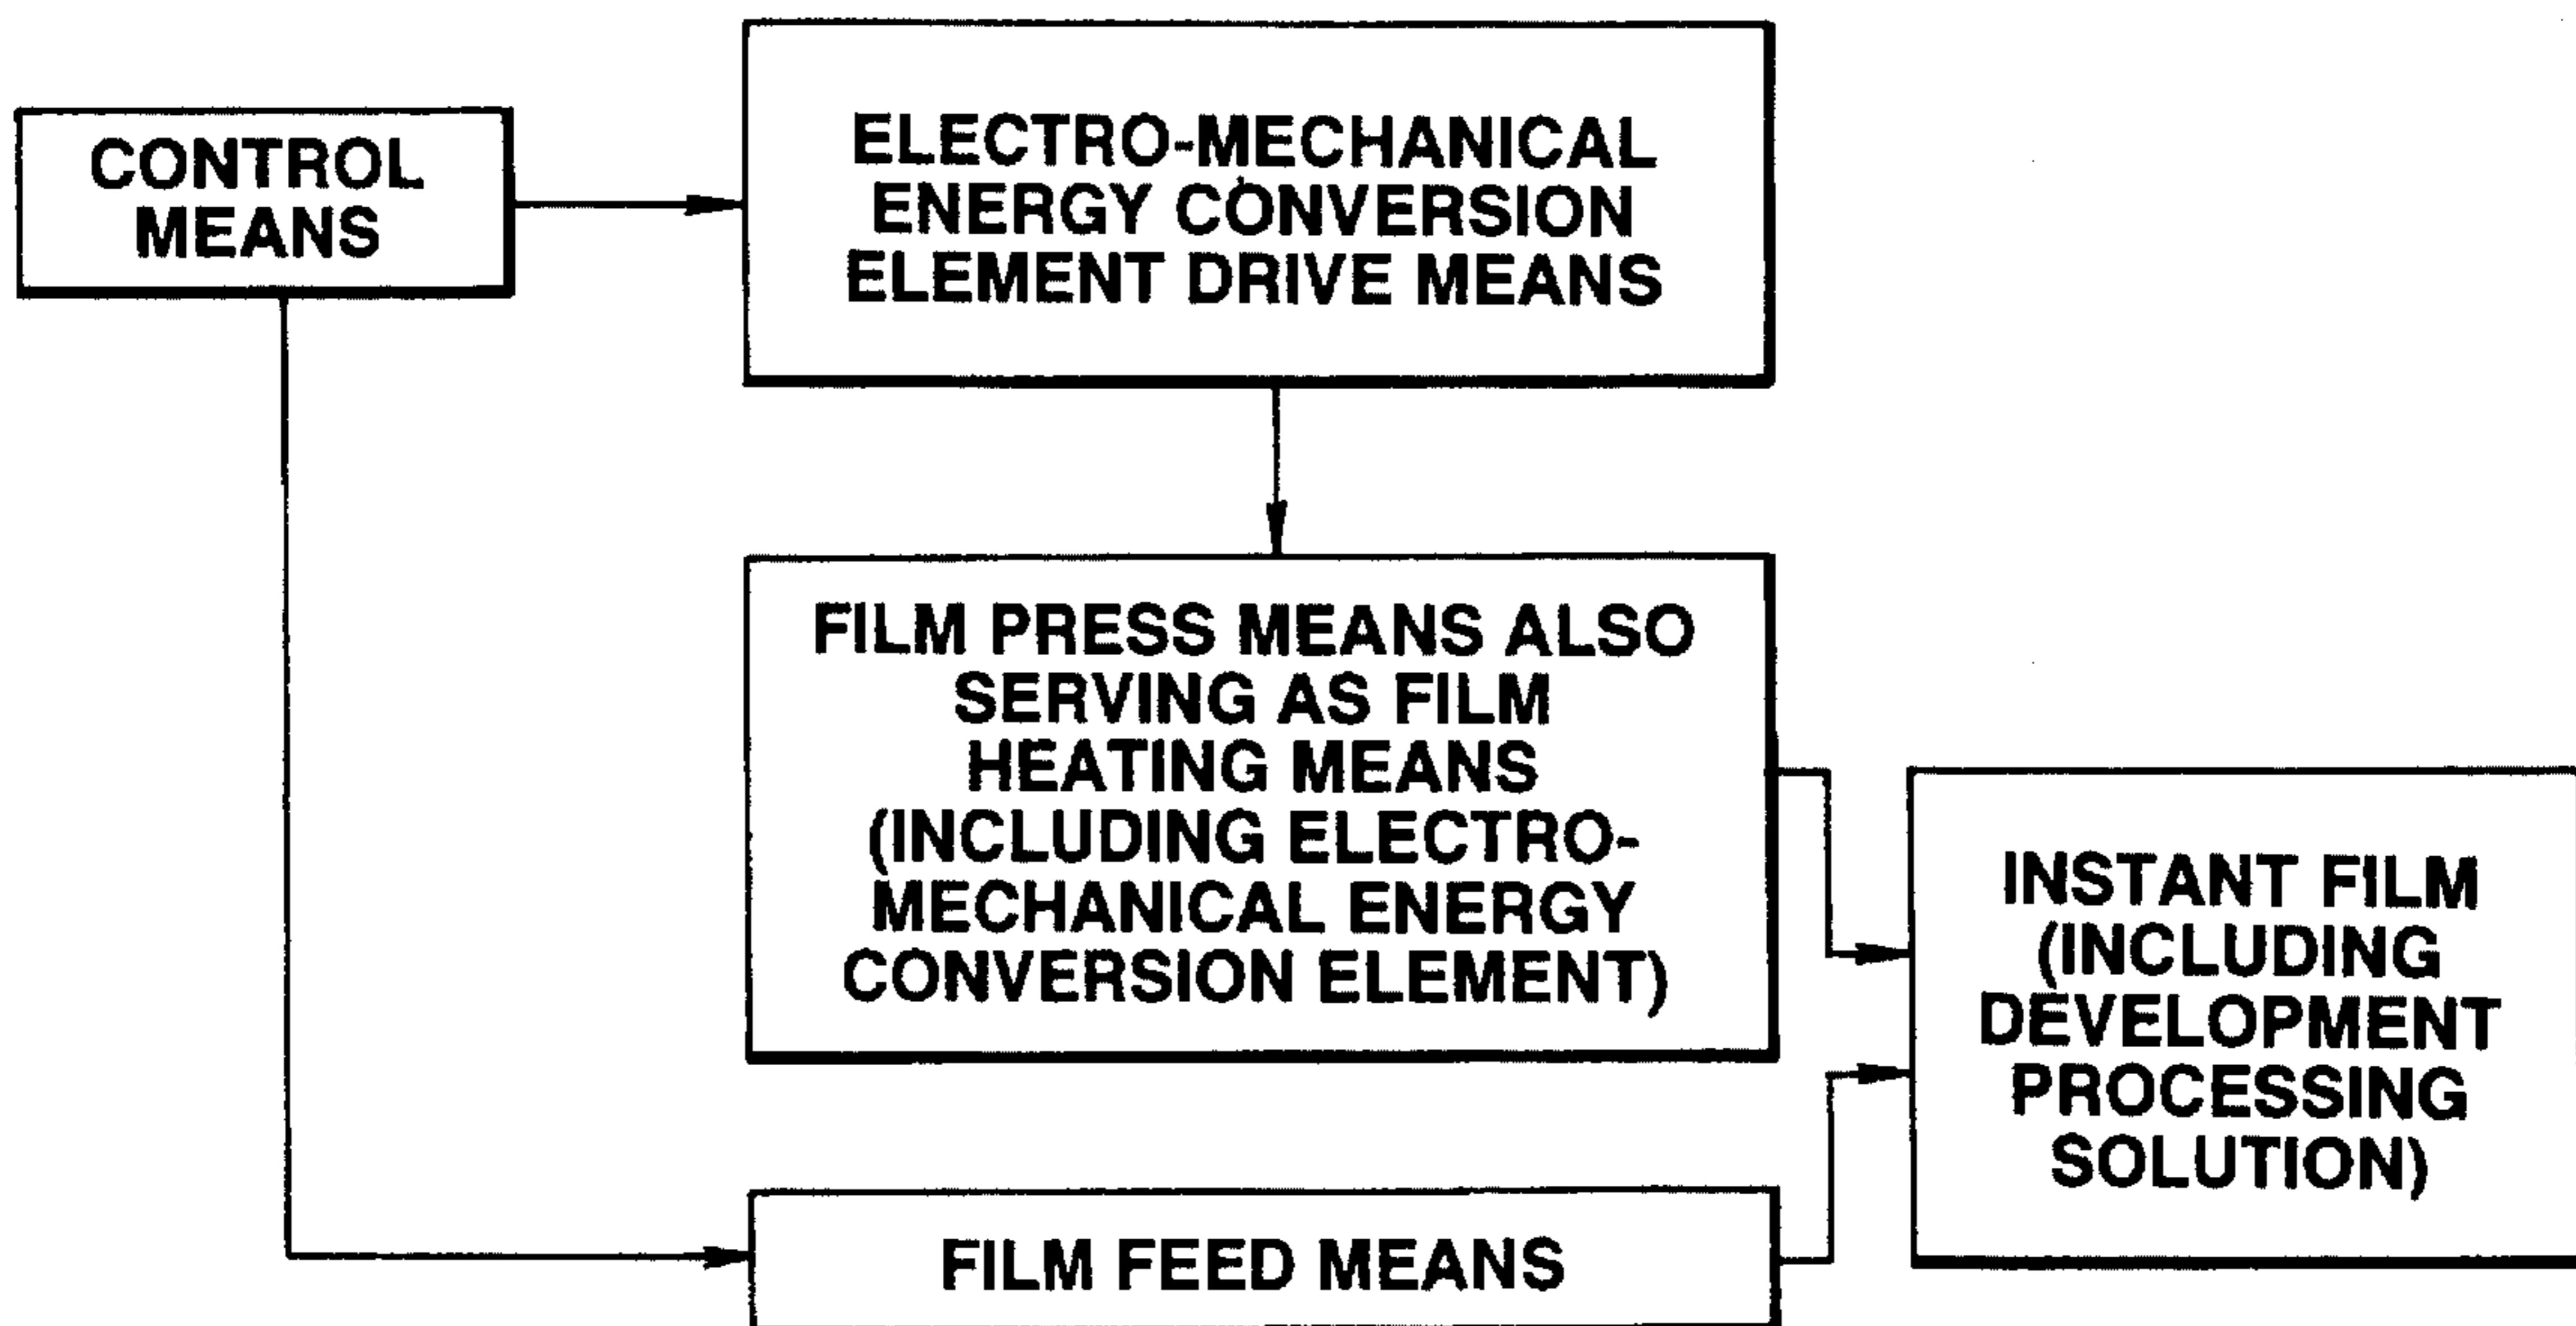 CONTROL
MEANS
ELECTRO-MECHANICAL
ENERGY CONVERSION
ELEMENT DRIVE MEANS
FILM PRESS MEANS ALSO
SERVING AS FILM
HEATING MEANS
(INCLUDING ELECTRO-
MECHANICAL ENERGY
CONVERSION ELEMENT)
INSTANT FILM
(INCLUDING
DEVELOPMENT
PROCESSING
SOLUTION)
FILM FEED MEANS